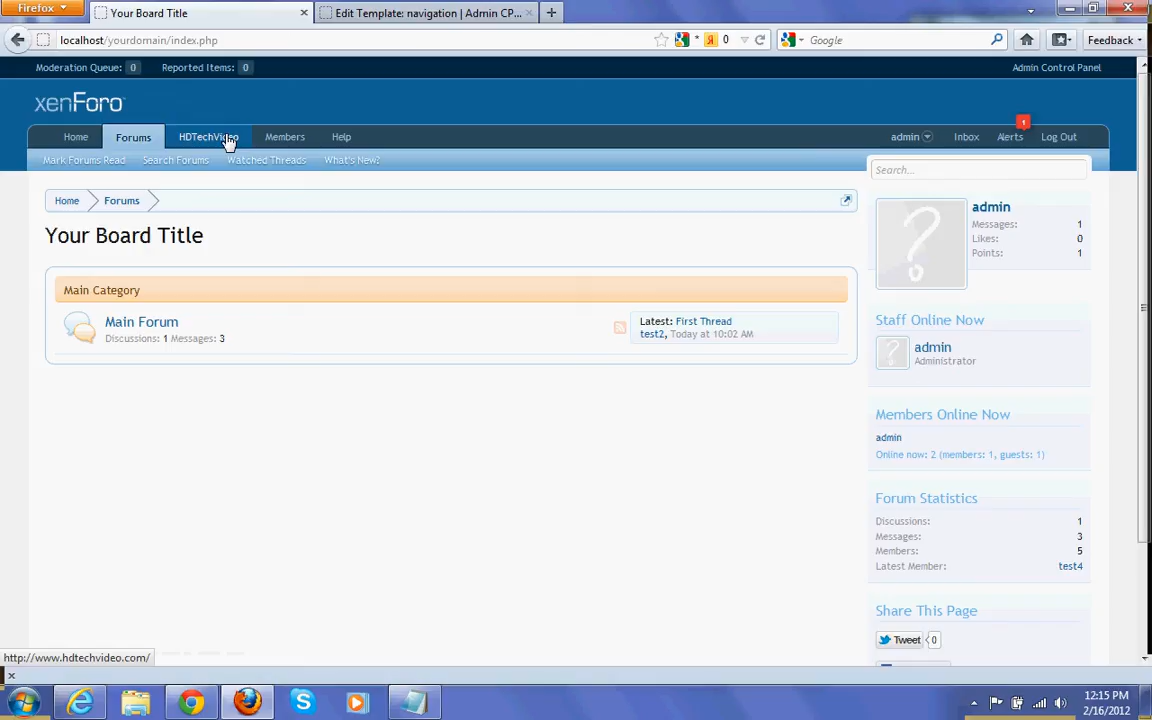 Firefox
Your Board Title
Edit Template: navigation | Admin CP...
localhost/yourdomain/index.php
Я 0
Google
Feedback
Moderation Queue: 0 Reported Items: 0
Admin Control Panel
xenForo
Home Forums HDTechVideo Members Help
admin Inbox Alerts 1 Log Out
Mark Forums Read Search Forums Watched Threads What's New?
Search...
Home Forums
Your Board Title
Main Category
Main Forum
Discussions: 1 Messages: 3
Latest: First Thread
test2, Today at 10:02 AM
admin
Messages: 1
Likes: 0
Points: 1
Staff Online Now
admin
Administrator
Members Online Now
admin
Online now: 2 (members: 1, guests: 1)
Forum Statistics
Discussions: 1
Messages: 3
Members: 5
Latest Member: test4
Share This Page
Tweet 0
http://www.hdtechvideo.com/
12:15 PM
2/16/2012